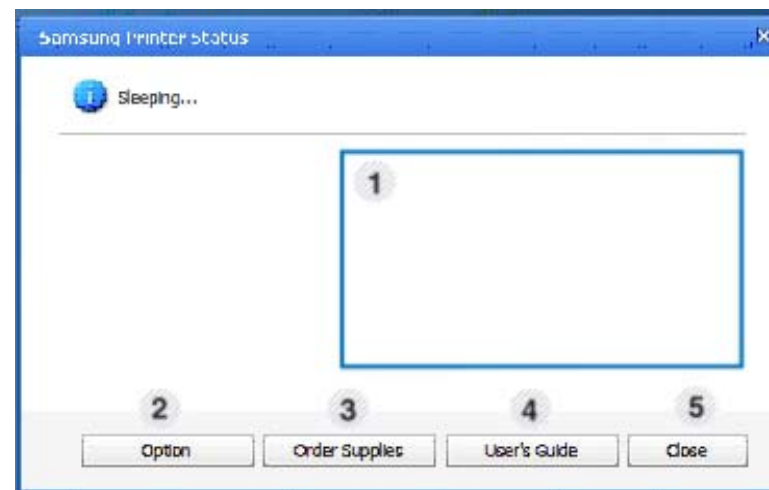 Samsung Printer Status
Sleeping...
1
2 3 4 5
Option Order Supplies User's Guide Close